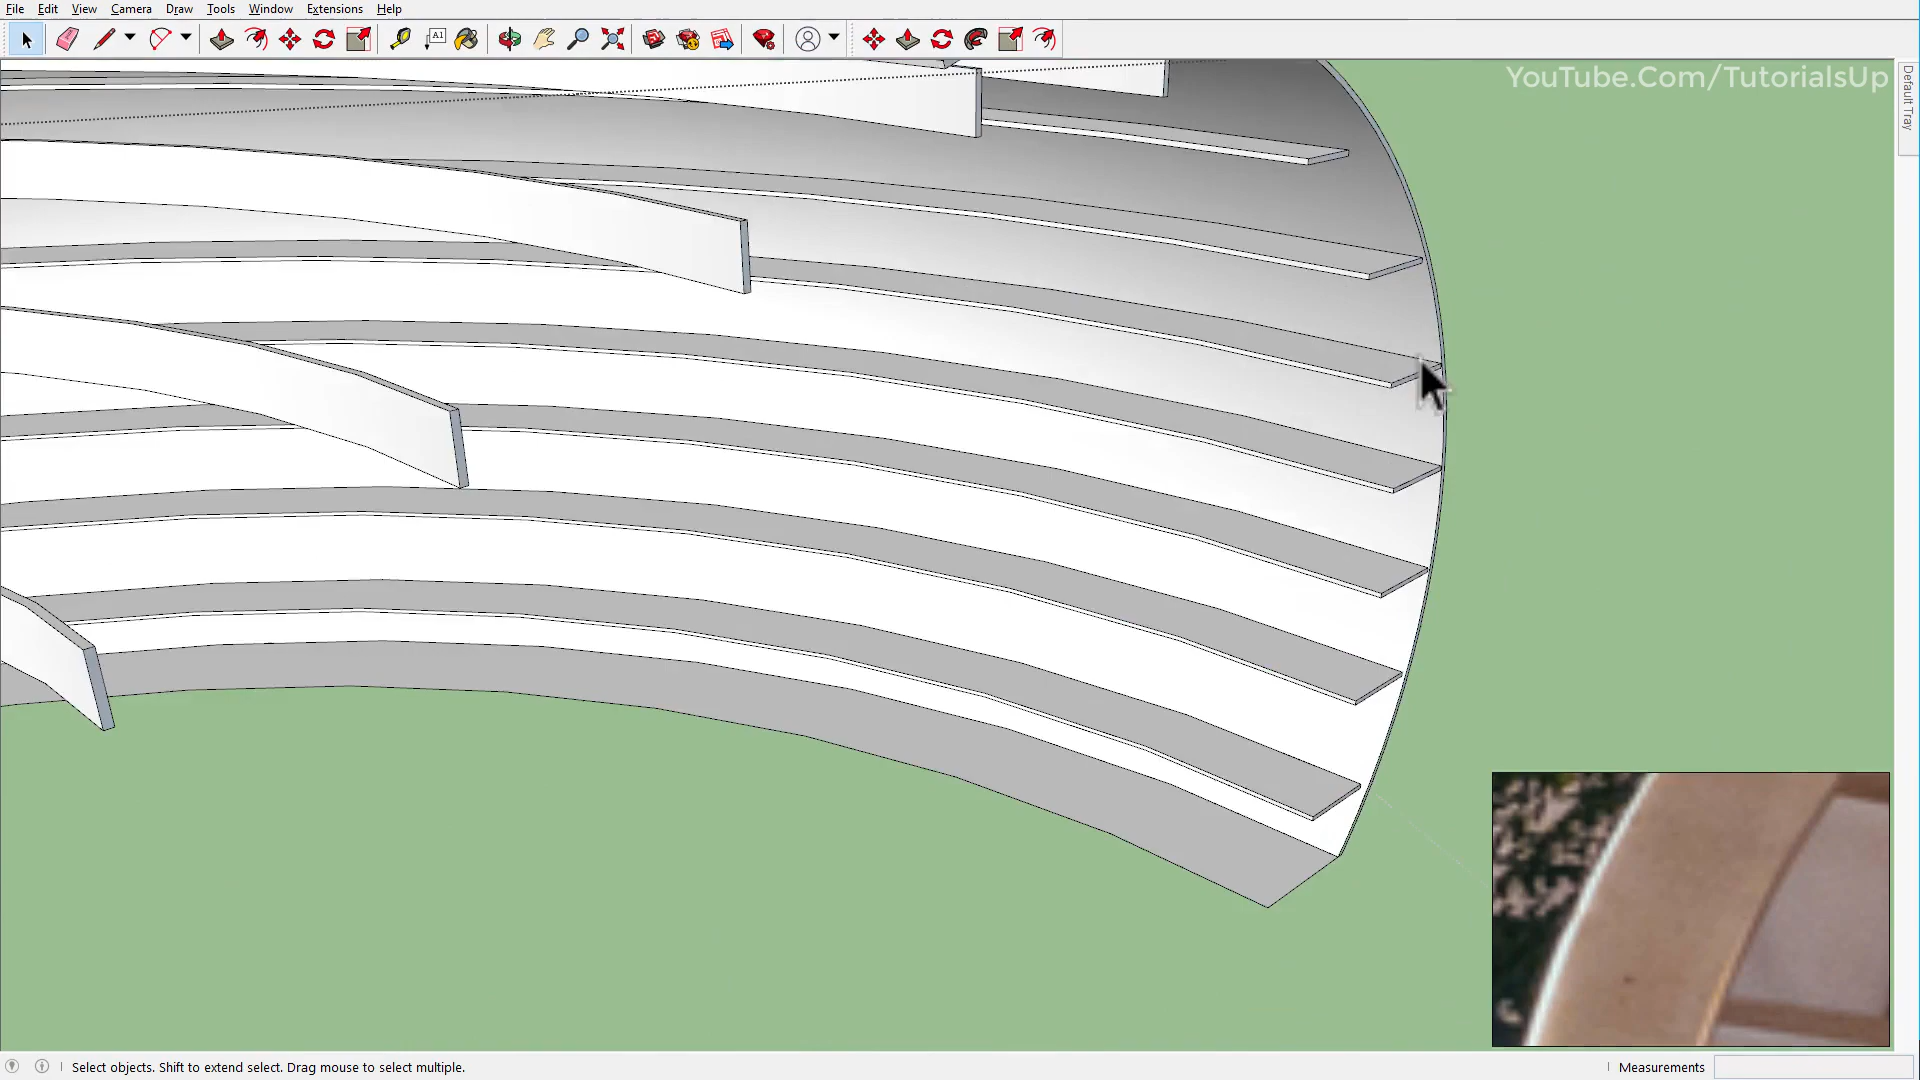 File Edit View Camera Draw Tools Window Extensions Help
A1
YouTube.Com/TutorialsUp
Default Tray
Select objects. Shift to extend select. Drag mouse to select multiple.
Measurements